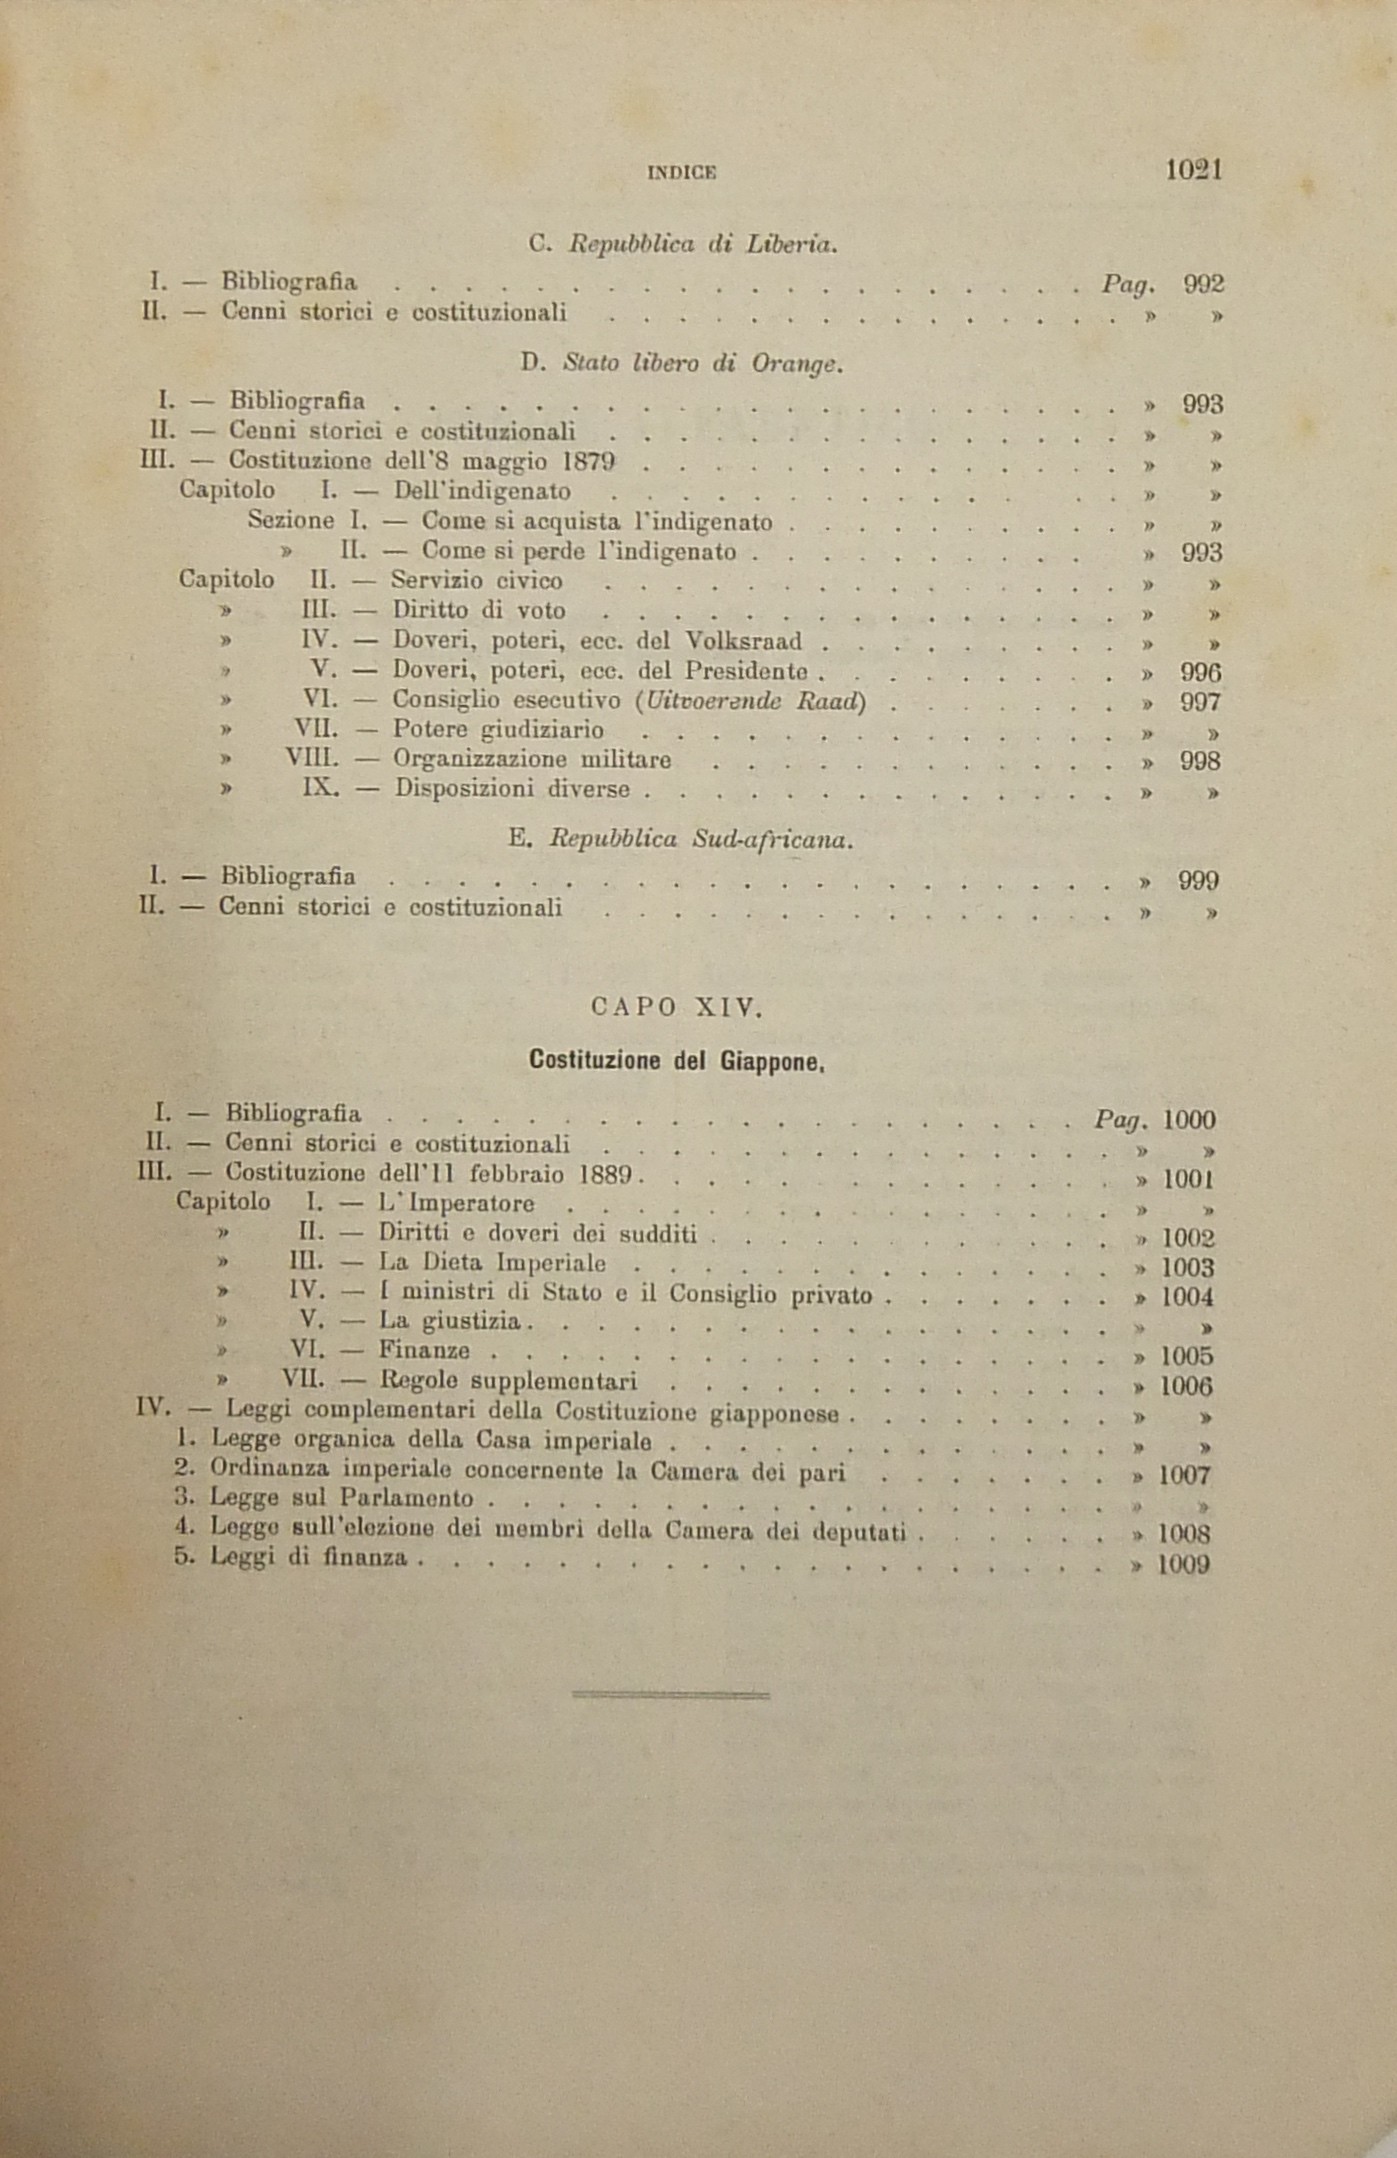 INDICE 1021
C. Repubblica di Liberia.
I. — Bibliografia . . . . . . . . . . . . . . . . . . . . Pag. 992
II. — Cenni storici e costituzionali . . . . . . . . . . . . . . . » »
D. Stato libero di Orange.
I. — Bibliografia . . . . . . . . . . . . . . . . . . . . . » 993
II. — Cenni storici e costituzionali . . . . . . . . . . . . . . . » »
III. — Costituzione dell'8 maggio 1879 . . . . . . . . . . . . . . » »
Capitolo I. — Dell'indigenato . . . . . . . . . . . . . . » »
Sezione I. — Come si acquista l'indigenato . . . . . . . . . . » »
» II. — Come si perde l'indigenato . . . . . . . . . . » 993
Capitolo II. — Servizio civico . . . . . . . . . . . . . . . » »
» III. — Diritto di voto . . . . . . . . . . . . . . . » »
» IV. — Doveri, poteri, ecc. del Volksraad . . . . . . . . . » »
» V. — Doveri, poteri, ecc. del Presidente . . . . . . . . . » 996
» VI. — Consiglio esecutivo (Uitvoerende Raad) . . . . . . . » 997
» VII. — Potere giudiziario . . . . . . . . . . . . . . » »
» VIII. — Organizzazione militare . . . . . . . . . . . . » 998
» IX. — Disposizioni diverse . . . . . . . . . . . . . . » »
E. Repubblica Sud-africana.
I. — Bibliografia . . . . . . . . . . . . . . . . . . . . . » 999
II. — Cenni storici e costituzionali . . . . . . . . . . . . . . . » »
CAPO XIV.
Costituzione del Giappone.
I. — Bibliografia . . . . . . . . . . . . . . . . . . . . Pag. 1000
II. — Cenni storici e costituzionali . . . . . . . . . . . . . . . » »
III. — Costituzione dell'11 febbraio 1889 . . . . . . . . . . . . . . » 1001
Capitolo I. — L'Imperatore . . . . . . . . . . . . . . . . » »
» II. — Diritti e doveri dei sudditi . . . . . . . . . . . . » 1002
» III. — La Dieta Imperiale . . . . . . . . . . . . . . » 1003
» IV. — I ministri di Stato e il Consiglio privato . . . . . . . » 1004
» V. — La giustizia . . . . . . . . . . . . . . . . . » »
» VI. — Finanze . . . . . . . . . . . . . . . . . . » 1005
» VII. — Regole supplementari . . . . . . . . . . . . . » 1006
IV. — Leggi complementari della Costituzione giapponese . . . . . . . . » »
1. Legge organica della Casa imperiale . . . . . . . . . . . . . » »
2. Ordinanza imperiale concernente la Camera dei pari . . . . . . . » 1007
3. Legge sul Parlamento . . . . . . . . . . . . . . . . . . » »
4. Legge sull'elezione dei membri della Camera dei deputati . . . . . . » 1008
5. Leggi di finanza . . . . . . . . . . . . . . . . . . . . » 1009